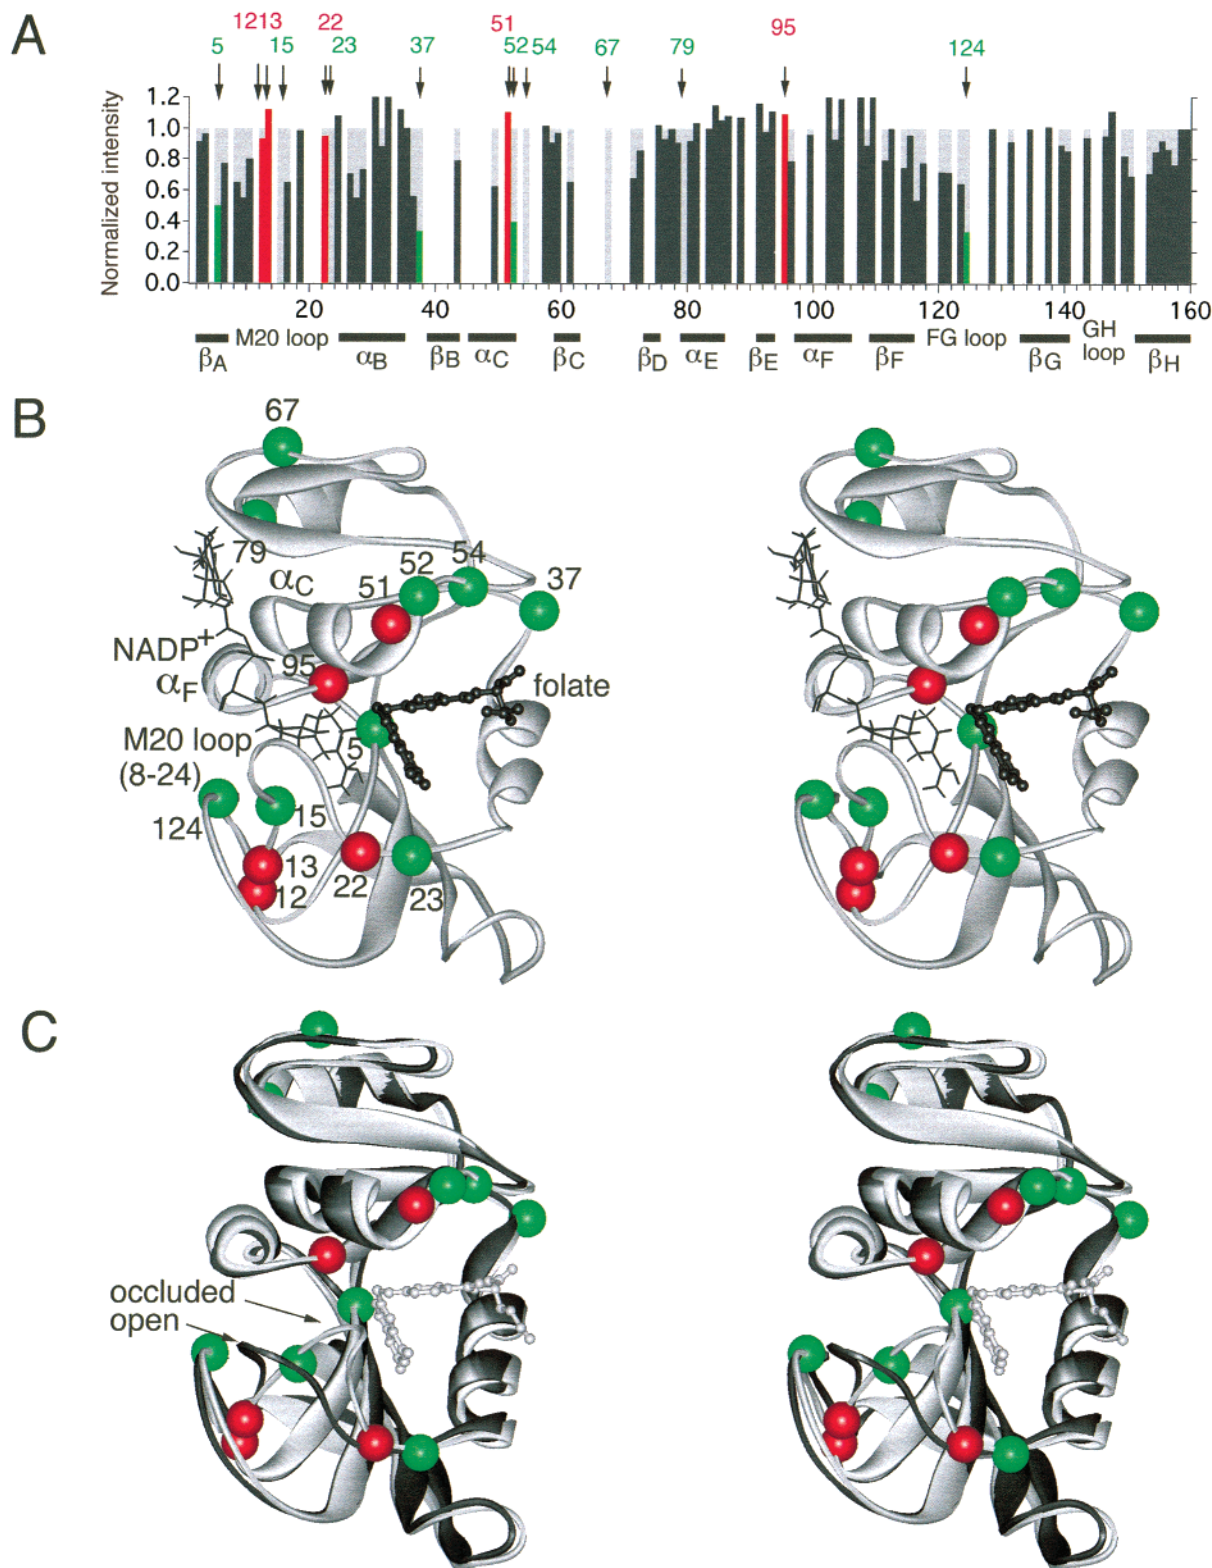 A
1213 22 51 95
5 15 23 37 52 54 67 79 124
Normalized intensity
1.2
1.0
0.8
0.6
0.4
0.2
0.0
20 40 60 80 100 120 140 160
βA M20 loop αB βB αC βC βD αE βE αF βF FG loop βG GH loop βH
B
67
79
αC
51
52
54
37
NADP+
95
αF
folate
M20 loop
(8-24)
5
124
15
13
12
22
23
C
occluded
open